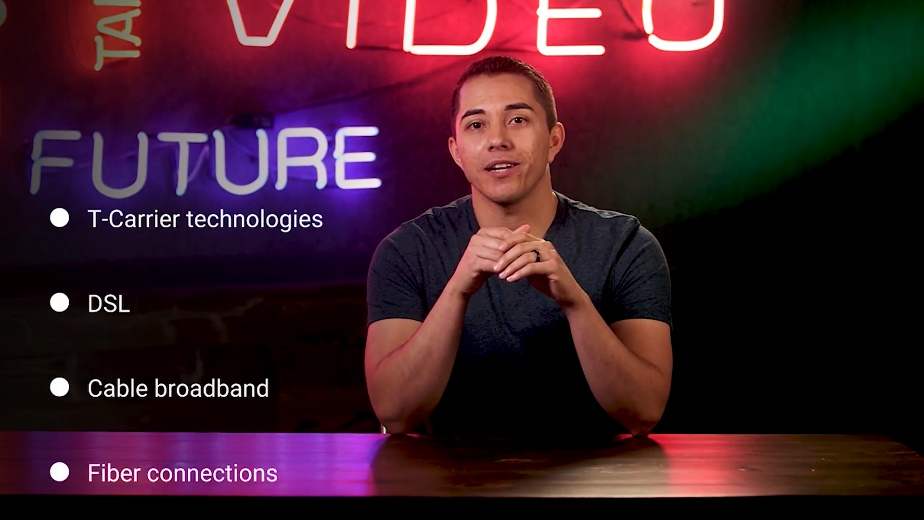 VIDEO
FUTURE
T-Carrier technologies
DSL
Cable broadband
Fiber connections